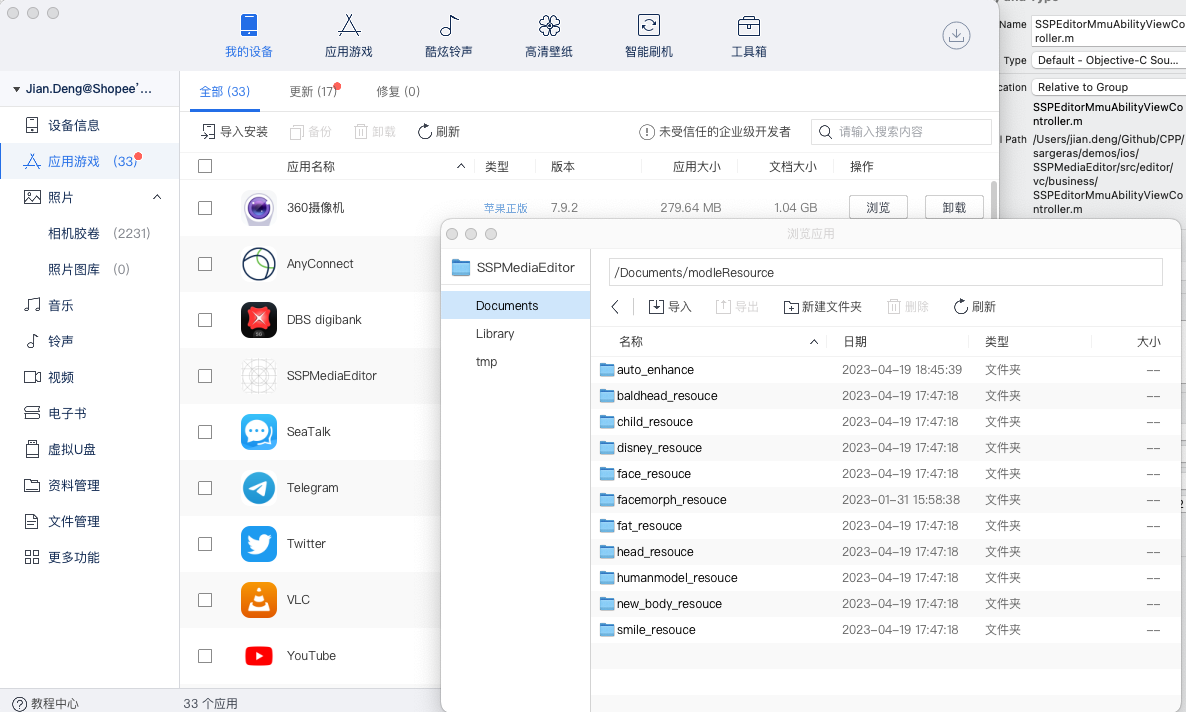 我的设备
应用游戏
酷炫铃声
高清壁纸
智能刷机
工具箱
Jian.Deng@Shopee'...
设备信息
应用游戏 (33)
照片
相机胶卷 (2231)
照片图库 (0)
音乐
铃声
视频
电子书
虚拟U盘
资料管理
文件管理
更多功能
教程中心
全部 (33) 更新 (17) 修复 (0)
导入安装 备份 卸载 刷新 未受信任的企业级开发者 请输入搜索内容
应用名称 类型 版本 应用大小 文档大小 操作
360摄像机 苹果正版 7.9.2 279.64 MB 1.04 GB 浏览 卸载
AnyConnect
DBS digibank
SSPMediaEditor
SeaTalk
Telegram
Twitter
VLC
YouTube
33 个应用
浏览应用
SSPMediaEditor
Documents
Library
tmp
/Documents/modleResource
导入 导出 新建文件夹 删除 刷新
名称 日期 类型 大小
auto_enhance 2023-04-19 18:45:39 文件夹 --
baldhead_resouce 2023-04-19 17:47:18 文件夹 --
child_resouce 2023-04-19 17:47:18 文件夹 --
disney_resouce 2023-04-19 17:47:18 文件夹 --
face_resouce 2023-04-19 17:47:18 文件夹 --
facemorph_resouce 2023-01-31 15:58:38 文件夹 --
fat_resouce 2023-04-19 17:47:18 文件夹 --
head_resouce 2023-04-19 17:47:18 文件夹 --
humanmodel_resouce 2023-04-19 17:47:18 文件夹 --
new_body_resouce 2023-04-19 17:47:18 文件夹 --
smile_resouce 2023-04-19 17:47:18 文件夹 --
Name SSPEditorMmuAbilityViewCo
ntroller.m
Type Default - Objective-C Sou...
cation Relative to Group
SSPEditorMmuAbilityViewCo
ntroller.m
l Path /Users/jian.deng/Github/CPP/
sargeras/demos/ios/
SSPMediaEditor/src/editor/
vc/business/
SSPEditorMmuAbilityViewCo
ntroller.m